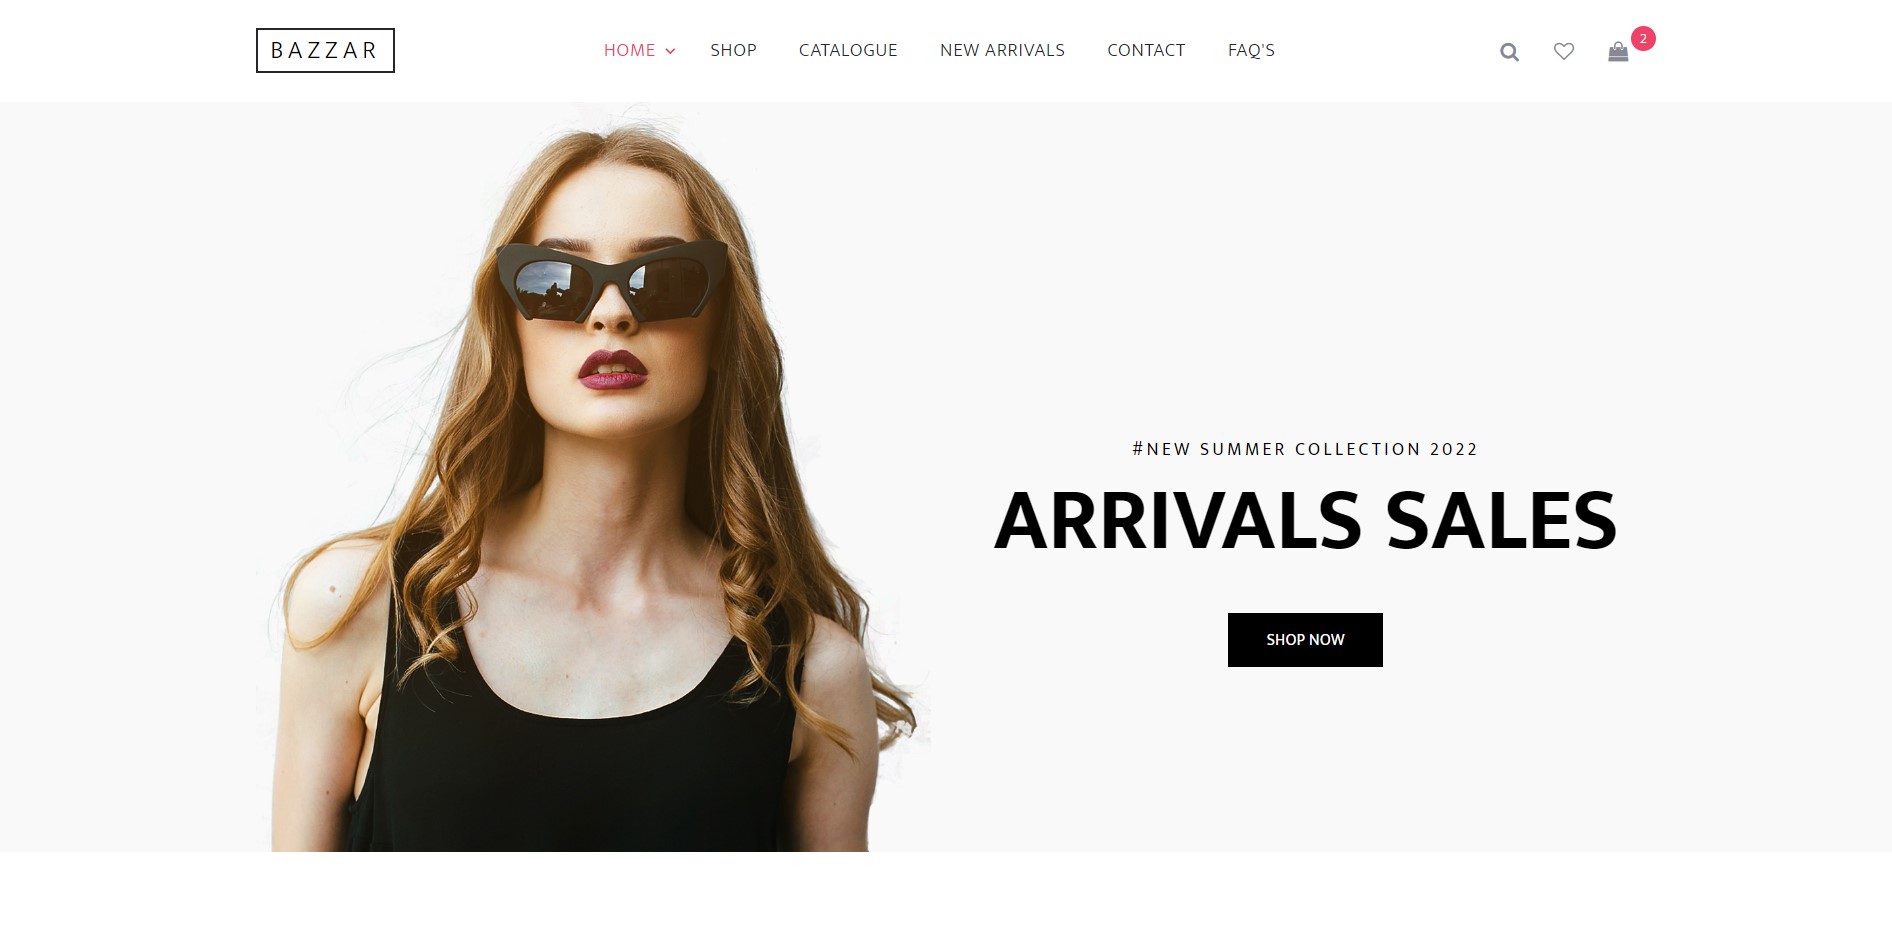 BAZZAR
HOME SHOP CATALOGUE NEW ARRIVALS CONTACT FAQ'S
2
#NEW SUMMER COLLECTION 2022
ARRIVALS SALES
SHOP NOW